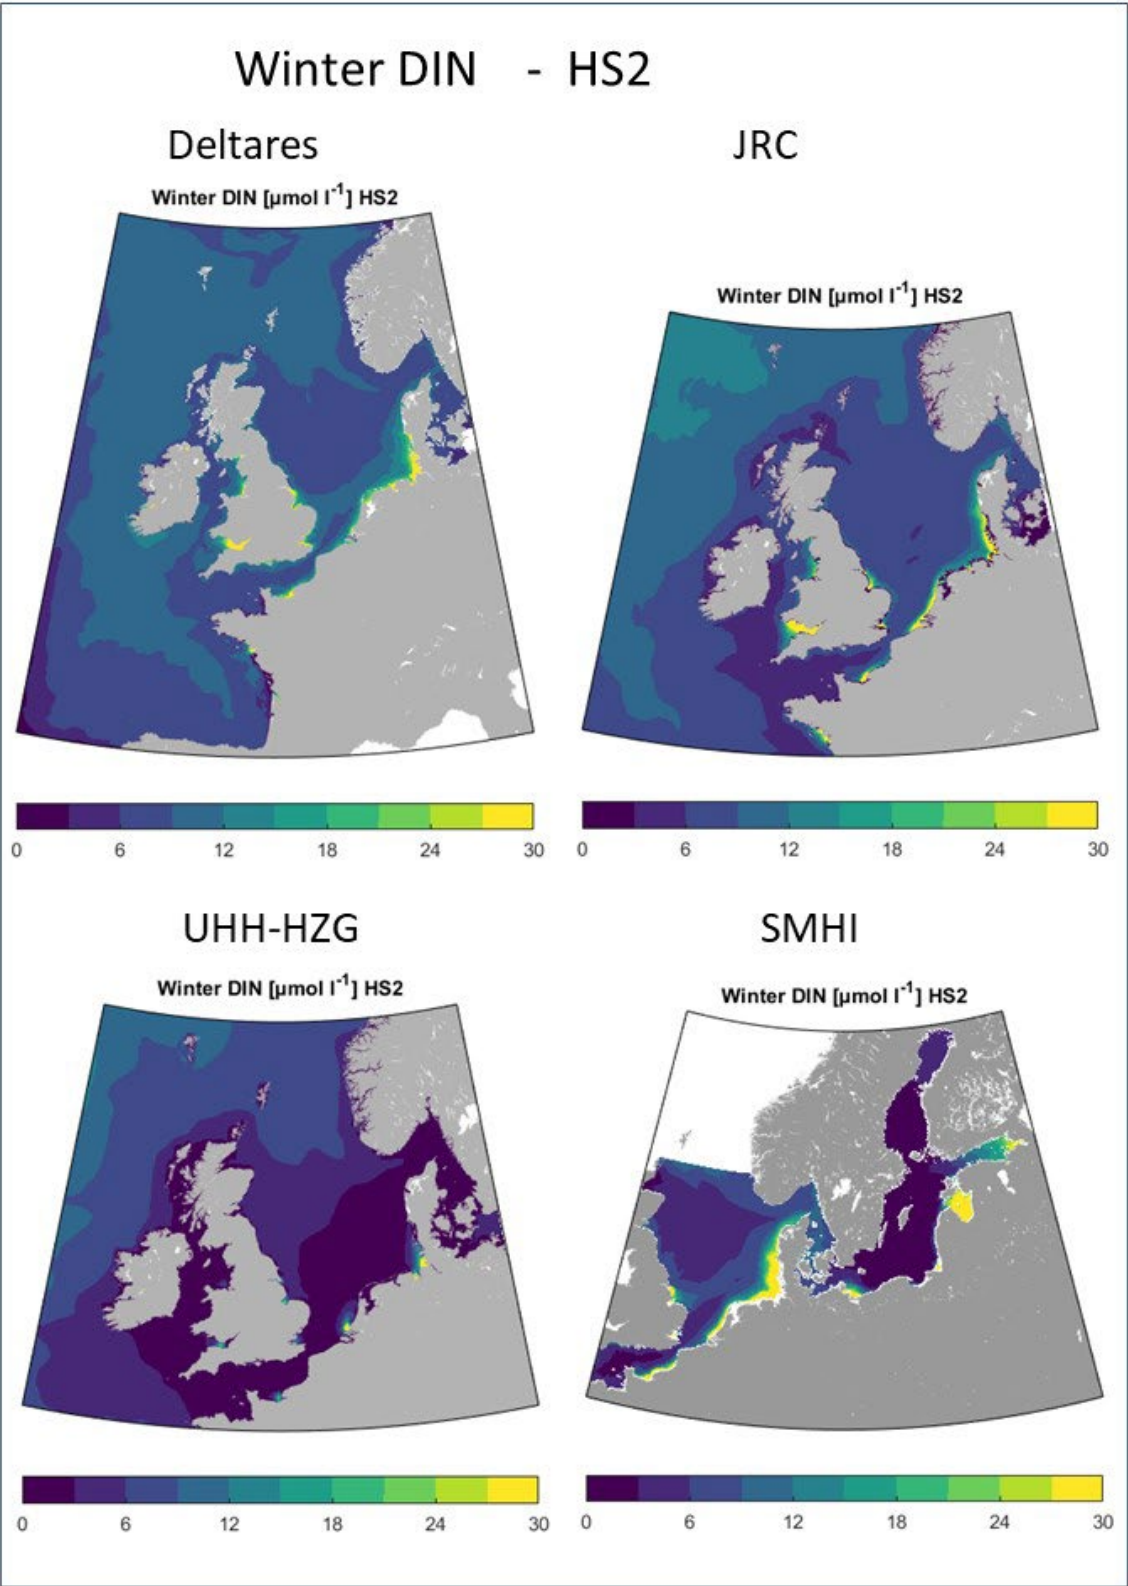 Winter DIN - HS2
Deltares
JRC
Winter DIN [µmol l⁻¹] HS2
Winter DIN [µmol l⁻¹] HS2
0 6 12 18 24 30
0 6 12 18 24 30
UHH-HZG
SMHI
Winter DIN [µmol l⁻¹] HS2
Winter DIN [µmol l⁻¹] HS2
0 6 12 18 24 30
0 6 12 18 24 30